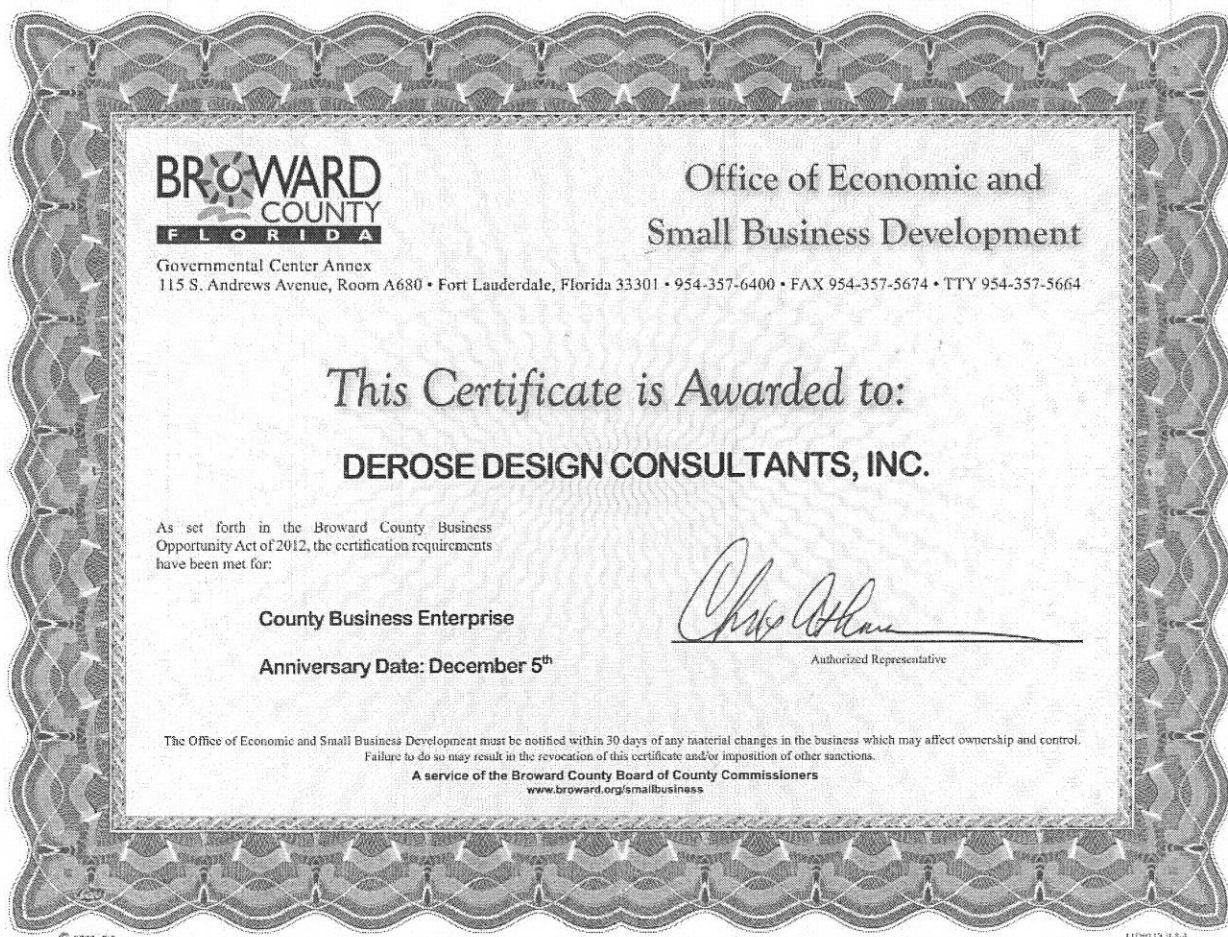 BROWARD
COUNTY
FLORIDA
Office of Economic and
Small Business Development
Governmental Center Annex
115 S. Andrews Avenue, Room A680 • Fort Lauderdale, Florida 33301 • 954-357-6400 • FAX 954-357-5674 • TTY 954-357-5664
This Certificate is Awarded to:
DEROSE DESIGN CONSULTANTS, INC.
As set forth in the Broward County Business
Opportunity Act of 2012, the certification requirements
have been met for:
County Business Enterprise
Anniversary Date: December 5th
Authorized Representative
The Office of Economic and Small Business Development must be notified within 30 days of any material changes in the business which may affect ownership and control.
Failure to do so may result in the revocation of this certificate and/or imposition of other sanctions.
A service of the Broward County Board of County Commissioners
www.broward.org/smallbusiness